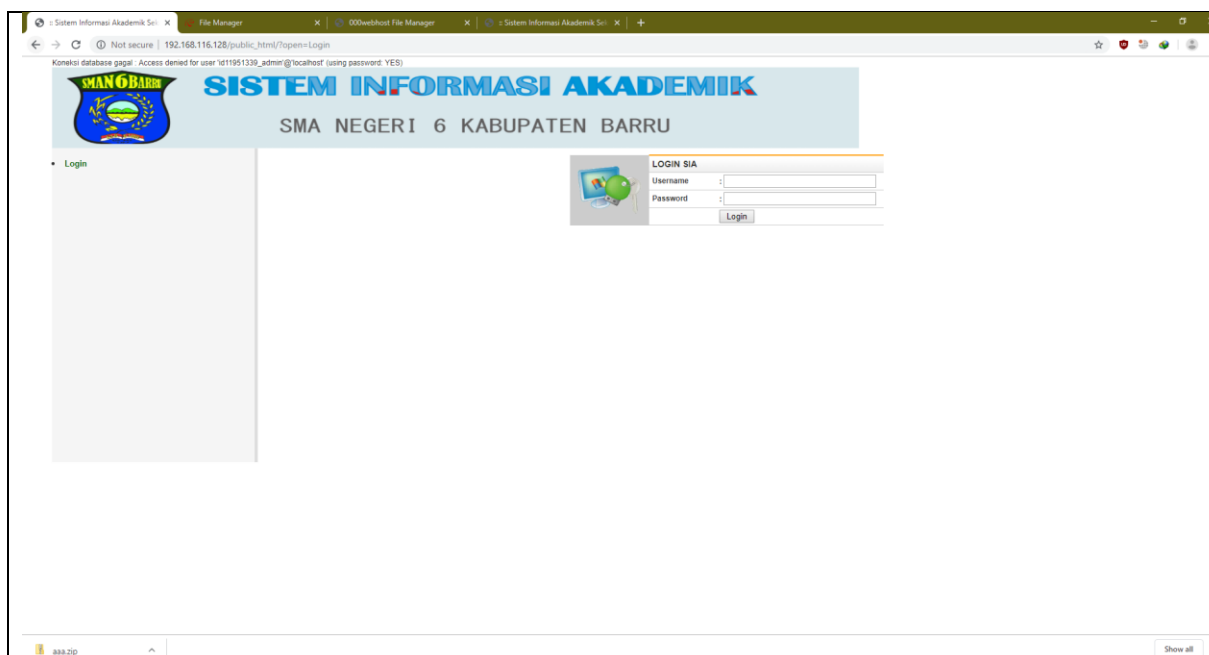 :: Sistem Informasi Akademik Sek
File Manager
000webhost File Manager
:: Sistem Informasi Akademik Sek
Not secure | 192.168.116.128/public_html/?open=Login
Koneksi database gagal : Access denied for user 'id11951339_admin'@'localhost' (using password: YES)
SMAN 6 BARRU
SISTEM INFORMASI AKADEMIK
SMA NEGERI 6 KABUPATEN BARRU
Login
LOGIN SIA
Username :
Password :
Login
aaa.zip
Show all